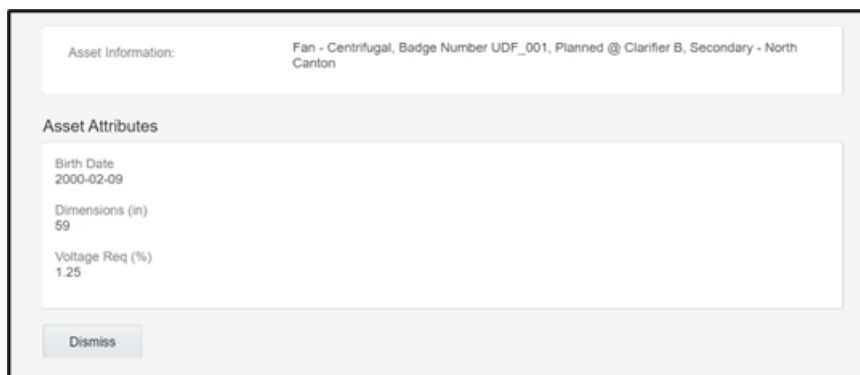 Asset Information:
Fan - Centrifugal, Badge Number UDF_001, Planned @ Clarifier B, Secondary - North
Canton
Asset Attributes
Birth Date
2000-02-09
Dimensions (in)
59
Voltage Req (%)
1.25
Dismiss